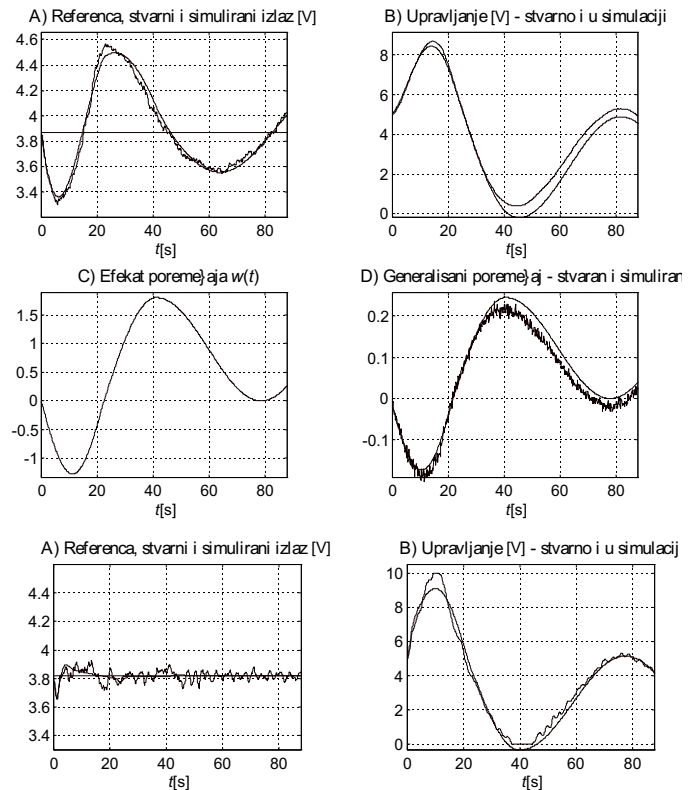 A) Referenca, stvarni i simulirani izlaz [V]
4.6
4.4
4.2
4
3.8
3.6
3.4
0 20 40 60 80
t[s]
B) Upravljanje [V] - stvarno i u simulaciji
8
6
4
2
0
0 20 40 60 80
t[s]
C) Efekat poreme}aja w(t)
1.5
1
0.5
0
-0.5
-1
0 20 40 60 80
t[s]
D) Generalisani poreme}aj - stvaran i simuliran
0.2
0.1
0
-0.1
0 20 40 60 80
t[s]
A) Referenca, stvarni i simulirani izlaz [V]
4.4
4.2
4
3.8
3.6
3.4
0 20 40 60 80
t[s]
B) Upravljanje [V] - stvarno i u simulacij
10
8
6
4
2
0
0 20 40 60 80
t[s]